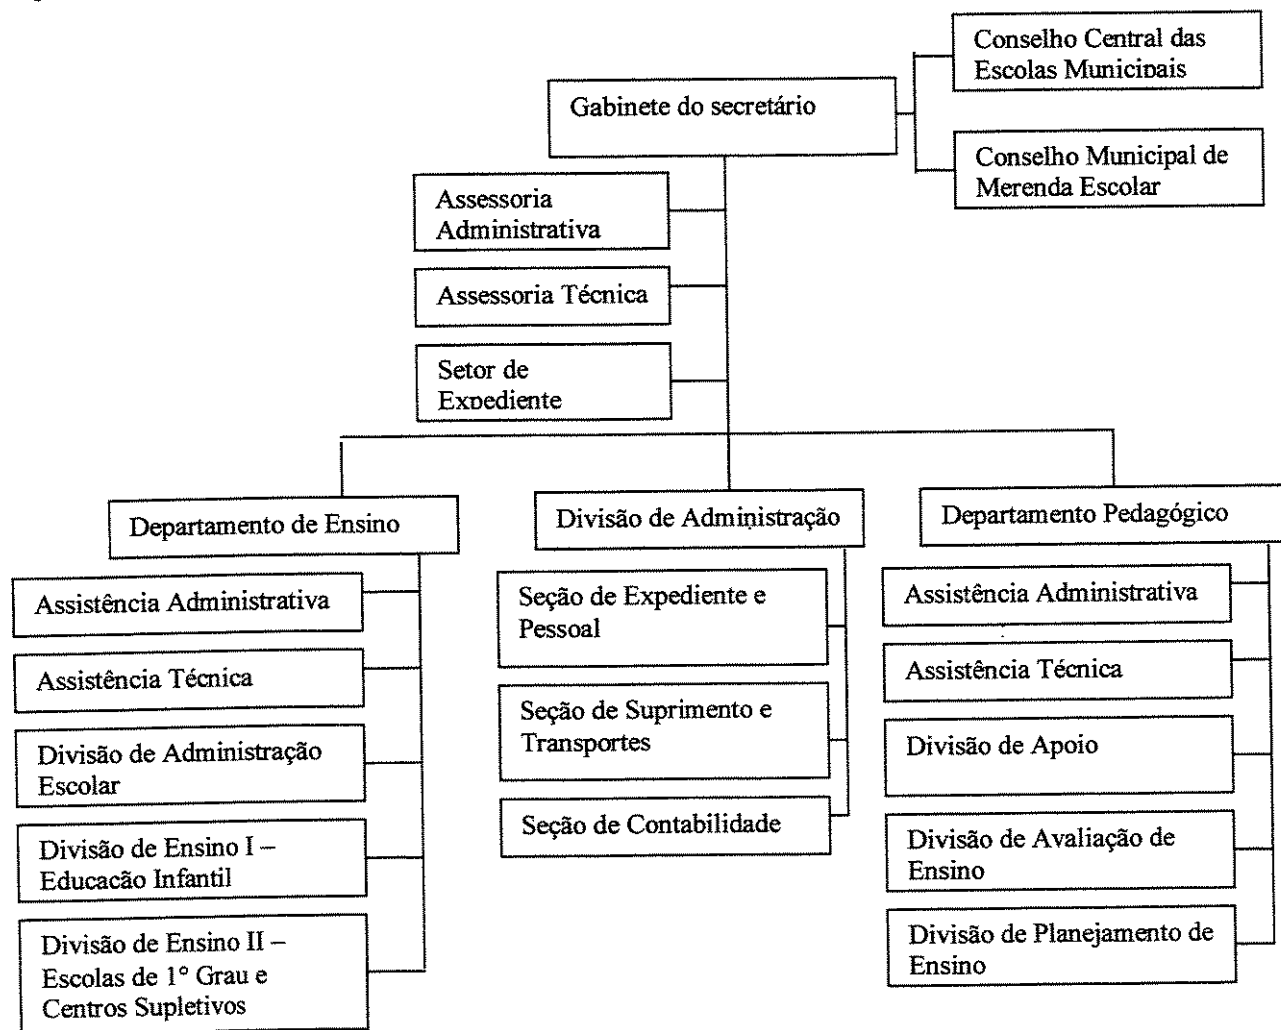 Conselho Central das
Escolas Municipais
Gabinete do secretário
Conselho Municipal de
Merenda Escolar
Assessoria
Administrativa
Assessoria Técnica
Setor de
Expediente
Departamento de Ensino
Divisão de Administração
Departamento Pedagógico
Assistência Administrativa
Assistência Técnica
Divisão de Administração
Escolar
Divisão de Ensino I –
Educação Infantil
Divisão de Ensino II –
Escolas de 1° Grau e
Centros Supletivos
Seção de Expediente e
Pessoal
Seção de Suprimento e
Transportes
Seção de Contabilidade
Assistência Administrativa
Assistência Técnica
Divisão de Apoio
Divisão de Avaliação de
Ensino
Divisão de Planejamento de
Ensino